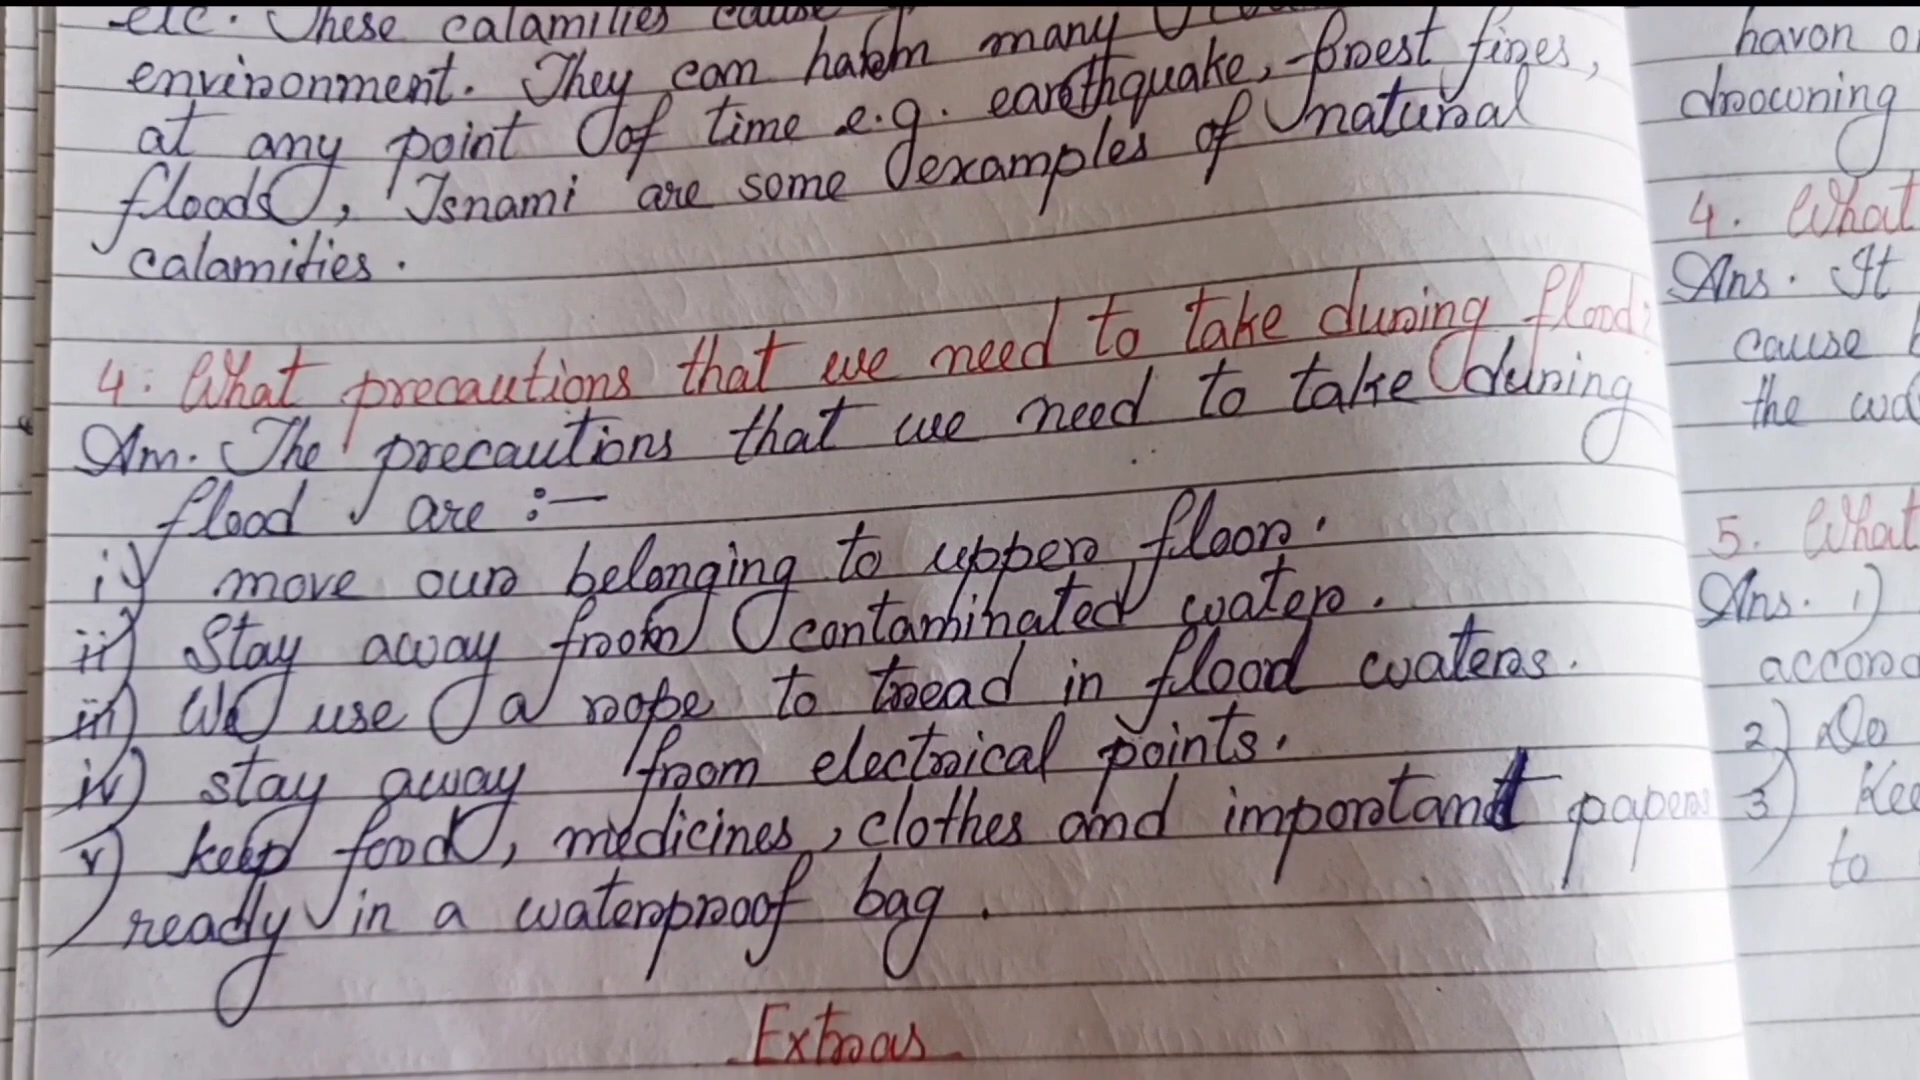 etc. These calamities cause
environment. They can harm many
at any point of time e.g. earthquake, forest fires,
floods, Tsnami are some examples of natural
calamities.
4. What precautions that we need to take during flood?
Ans. The precautions that we need to take during
flood are :-
i) move our belonging to upper floor.
ii) Stay away from contaminated water.
iii) We use a rope to tread in flood waters.
iv) stay away from electrical points.
v) keep food, medicines, clothes and important papers
ready in a waterproof bag.
Extras
drowning
4. What
Ans. It
cause
the
5. What
Ans. 1)
2) Do
3)
to